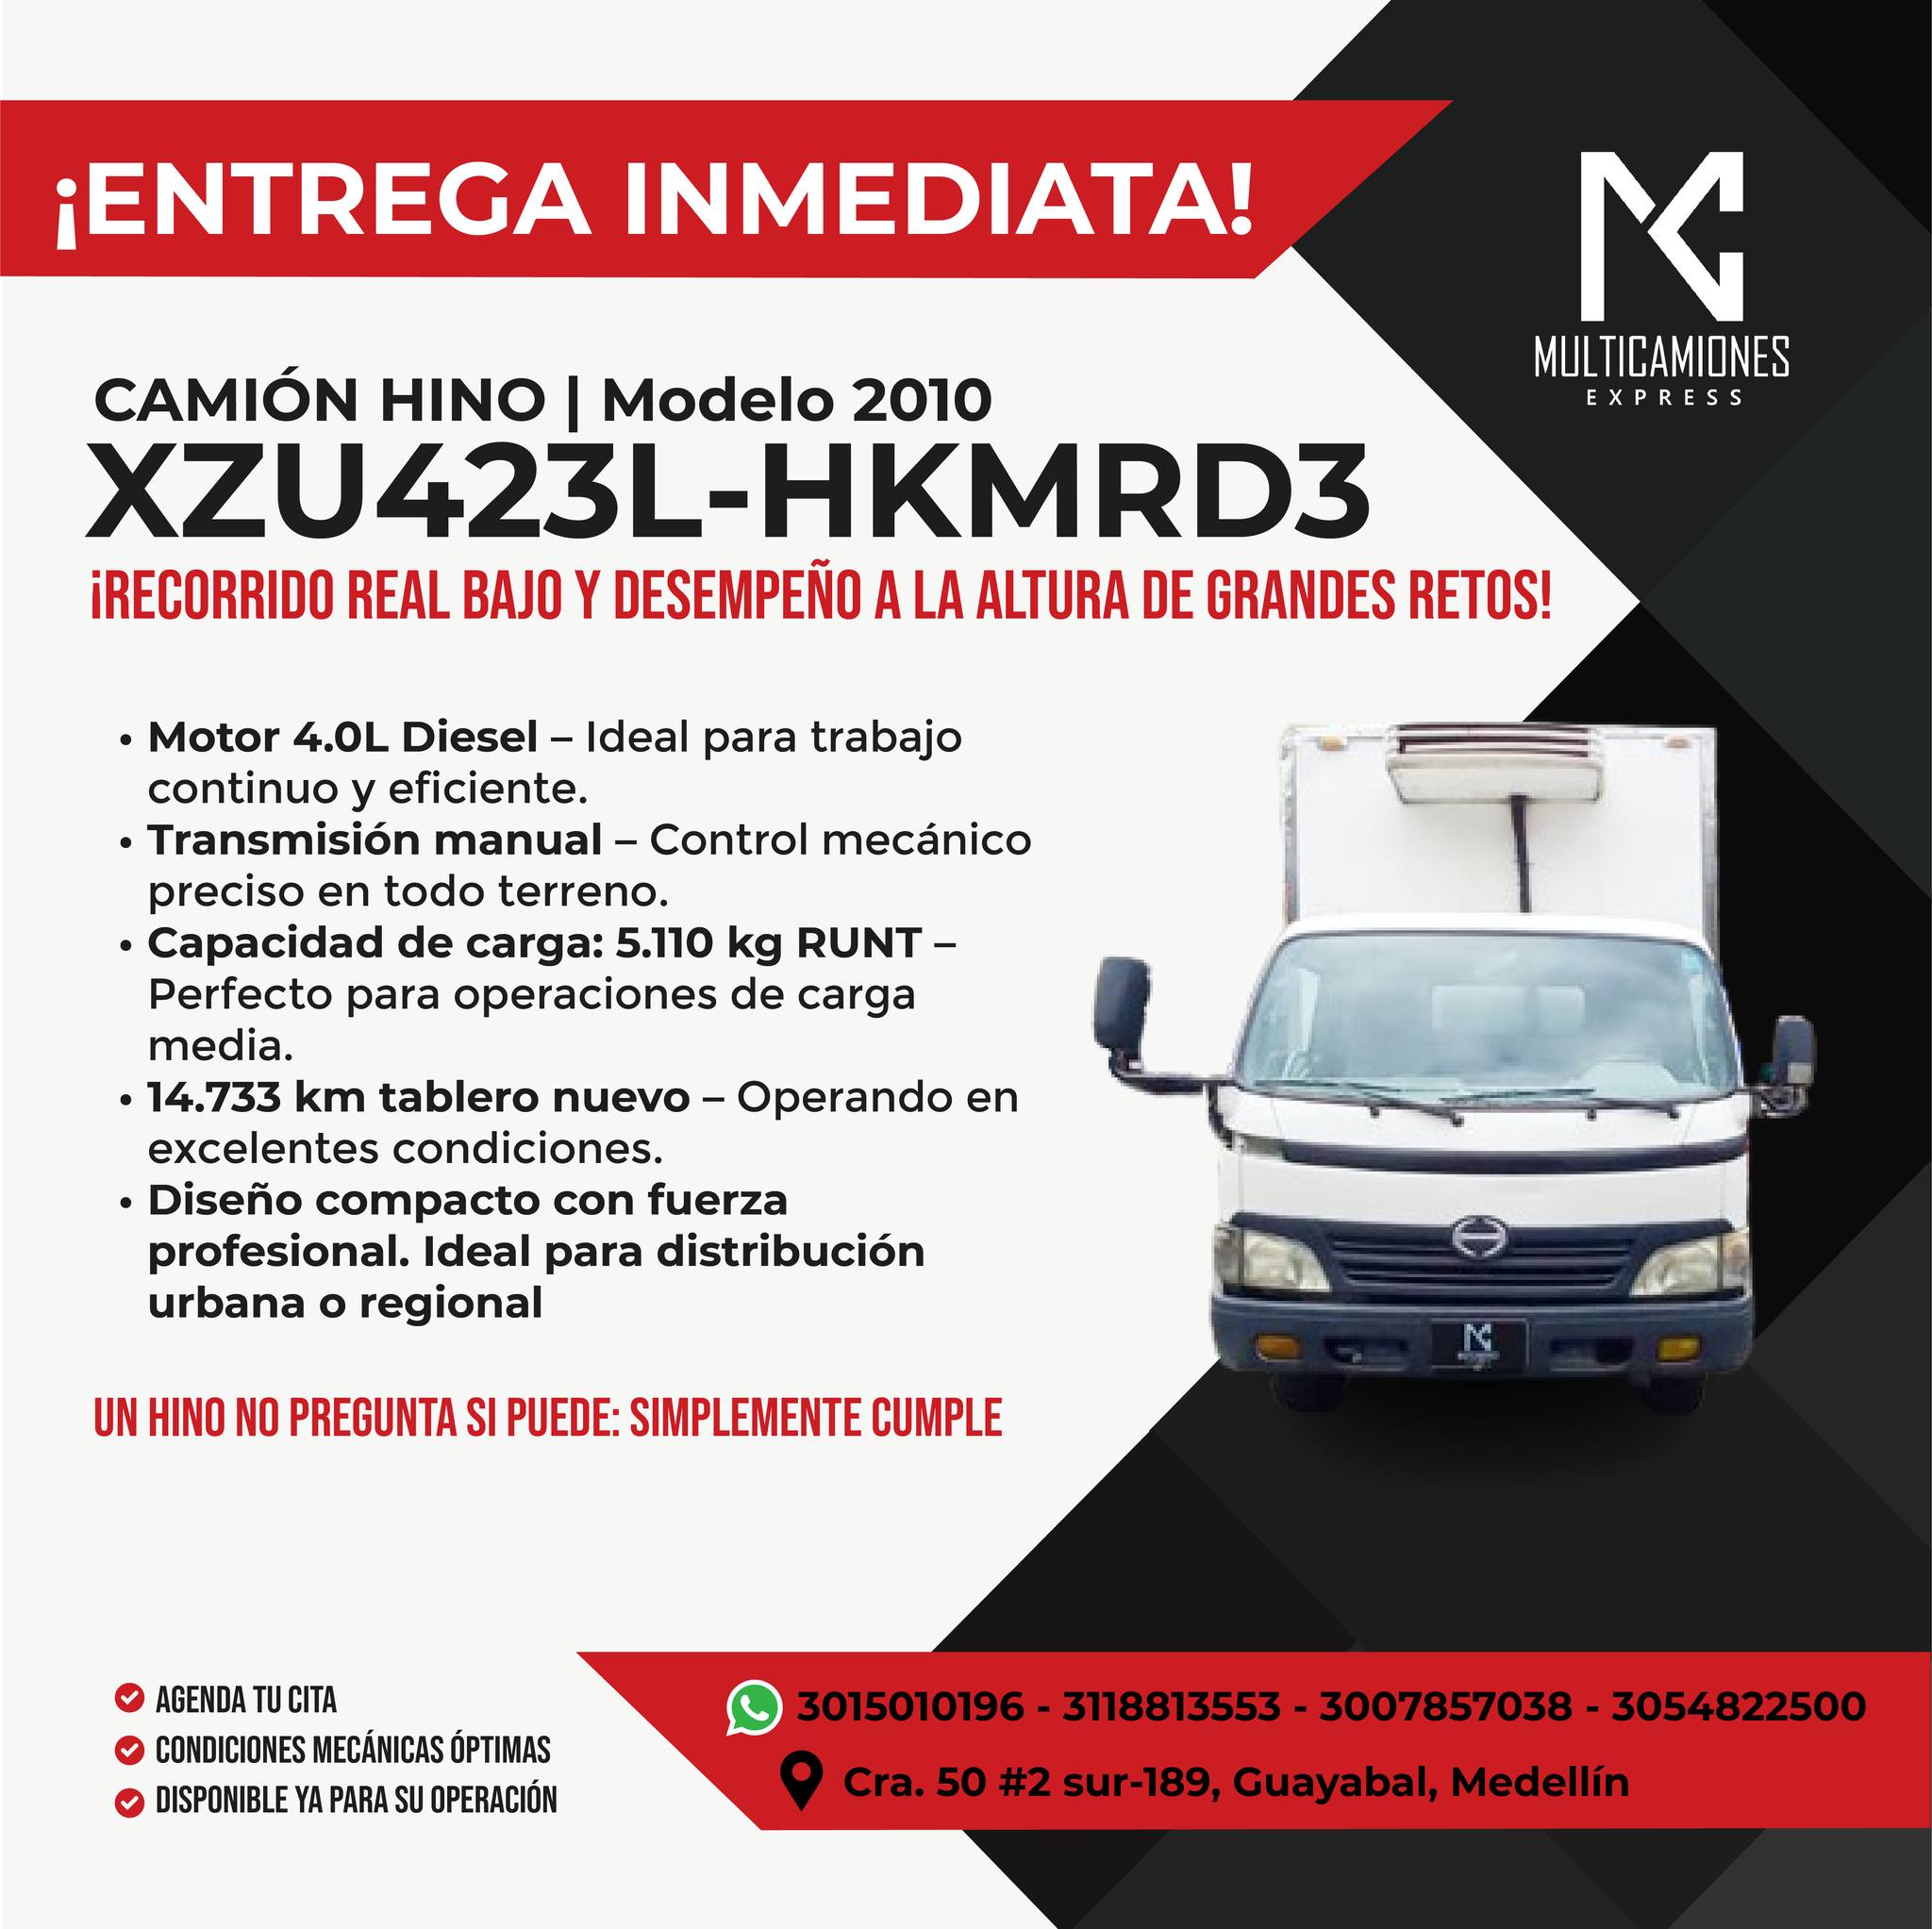 ¡ENTREGA INMEDIATA!
MULTICAMIONES
EXPRESS
CAMIÓN HINO | Modelo 2010
XZU423L-HKMRD3
¡RECORRIDO REAL BAJO Y DESEMPEÑO A LA ALTURA DE GRANDES RETOS!
• Motor 4.0L Diesel – Ideal para trabajo
continuo y eficiente.
• Transmisión manual – Control mecánico
preciso en todo terreno.
• Capacidad de carga: 5.110 kg RUNT –
Perfecto para operaciones de carga
media.
• 14.733 km tablero nuevo – Operando en
excelentes condiciones.
• Diseño compacto con fuerza
profesional. Ideal para distribución
urbana o regional
UN HINO NO PREGUNTA SI PUEDE: SIMPLEMENTE CUMPLE
AGENDA TU CITA
CONDICIONES MECÁNICAS ÓPTIMAS
DISPONIBLE YA PARA SU OPERACIÓN
3015010196 - 3118813553 - 3007857038 - 3054822500
Cra. 50 #2 sur-189, Guayabal, Medellín